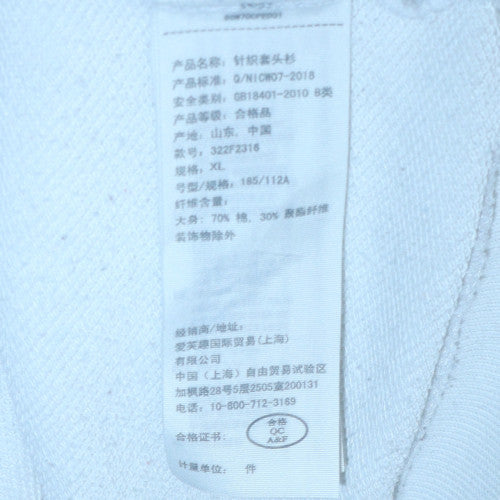 产品名称：针织套头衫
产品标准：Q/NICW07-2018
安全类别：GB18401-2010 B类
产品等级：合格品
产地：山东，中国
款号：322F2316
规格：XL
号型/规格：185/112A
纤维含量：
大身：70% 棉，30% 聚酯纤维
装饰物除外
经销商/地址：
爱芙趣国际贸易(上海)
有限公司
中国（上海）自由贸易试验区
加枫路28号5层2505室200131
电话：10-800-712-3169
合格证书：
合格
QC
A&F
计量单位：件